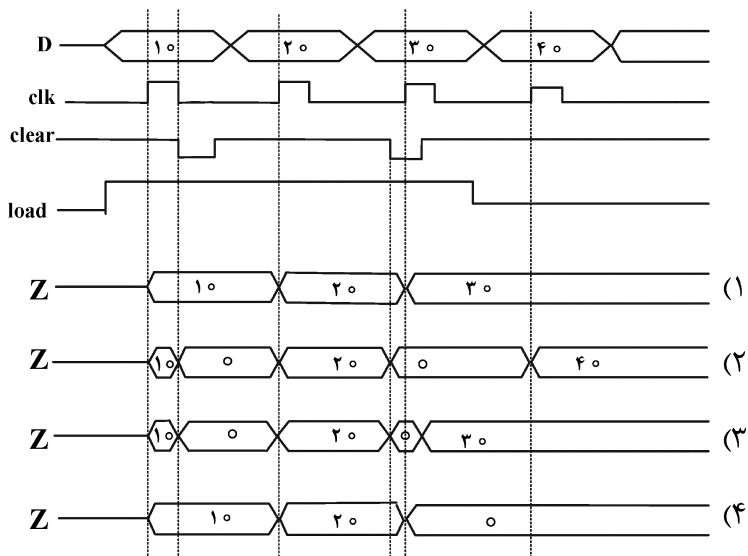 D ۱۰ ۲۰ ۳۰ ۴۰
clk
clear
load
Z ۱۰ ۲۰ ۳۰ (۱
Z ۱۰ ۰ ۲۰ ۰ ۴۰ (۲
Z ۱۰ ۰ ۲۰ ۰ ۳۰ (۳
Z ۱۰ ۲۰ ۰ (۴